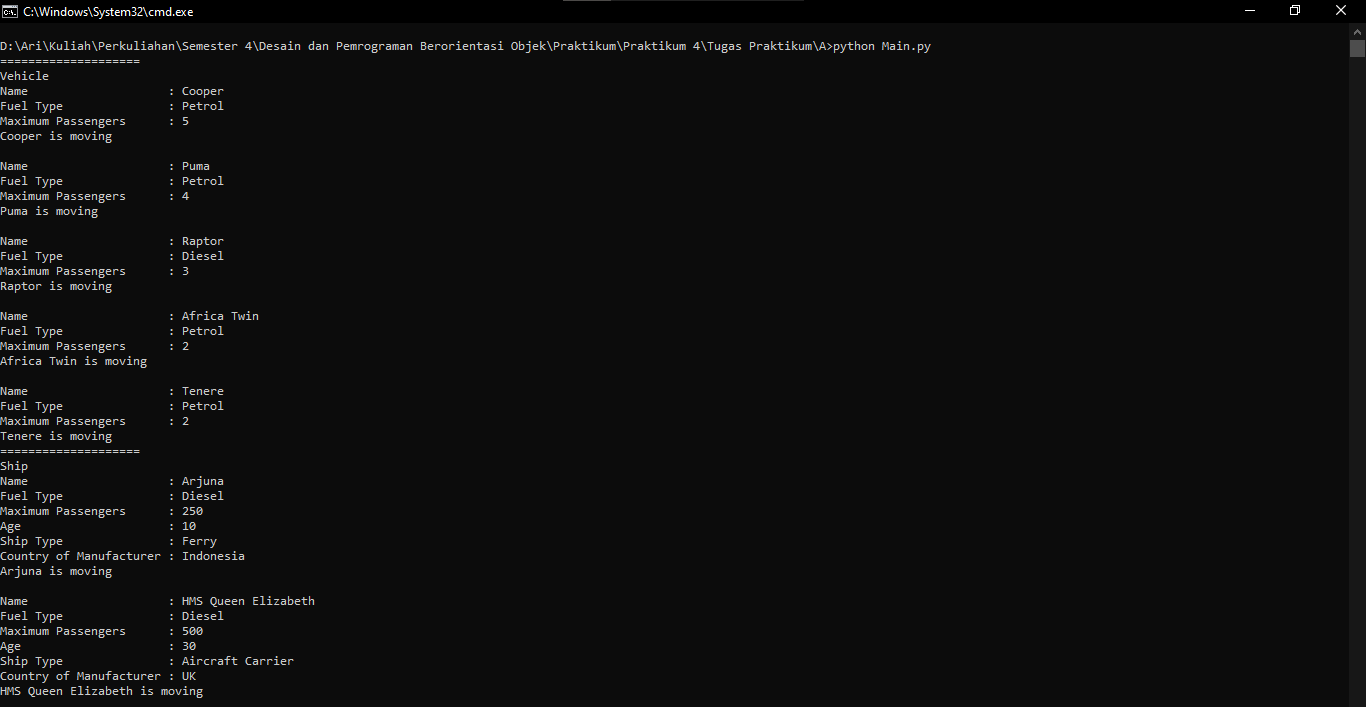 C:\Windows\System32\cmd.exe
D:\Ari\Kuliah\Perkuliahan\Semester 4\Desain dan Pemrograman Berorientasi Objek\Praktikum\Praktikum 4\Tugas Praktikum\A>python Main.py
====================
Vehicle
Name                    : Cooper
Fuel Type               : Petrol
Maximum Passengers      : 5
Cooper is moving

Name                    : Puma
Fuel Type               : Petrol
Maximum Passengers      : 4
Puma is moving

Name                    : Raptor
Fuel Type               : Diesel
Maximum Passengers      : 3
Raptor is moving

Name                    : Africa Twin
Fuel Type               : Petrol
Maximum Passengers      : 2
Africa Twin is moving

Name                    : Tenere
Fuel Type               : Petrol
Maximum Passengers      : 2
Tenere is moving
====================
Ship
Name                    : Arjuna
Fuel Type               : Diesel
Maximum Passengers      : 250
Age                     : 10
Ship Type               : Ferry
Country of Manufacturer : Indonesia
Arjuna is moving

Name                    : HMS Queen Elizabeth
Fuel Type               : Diesel
Maximum Passengers      : 500
Age                     : 30
Ship Type               : Aircraft Carrier
Country of Manufacturer : UK
HMS Queen Elizabeth is moving